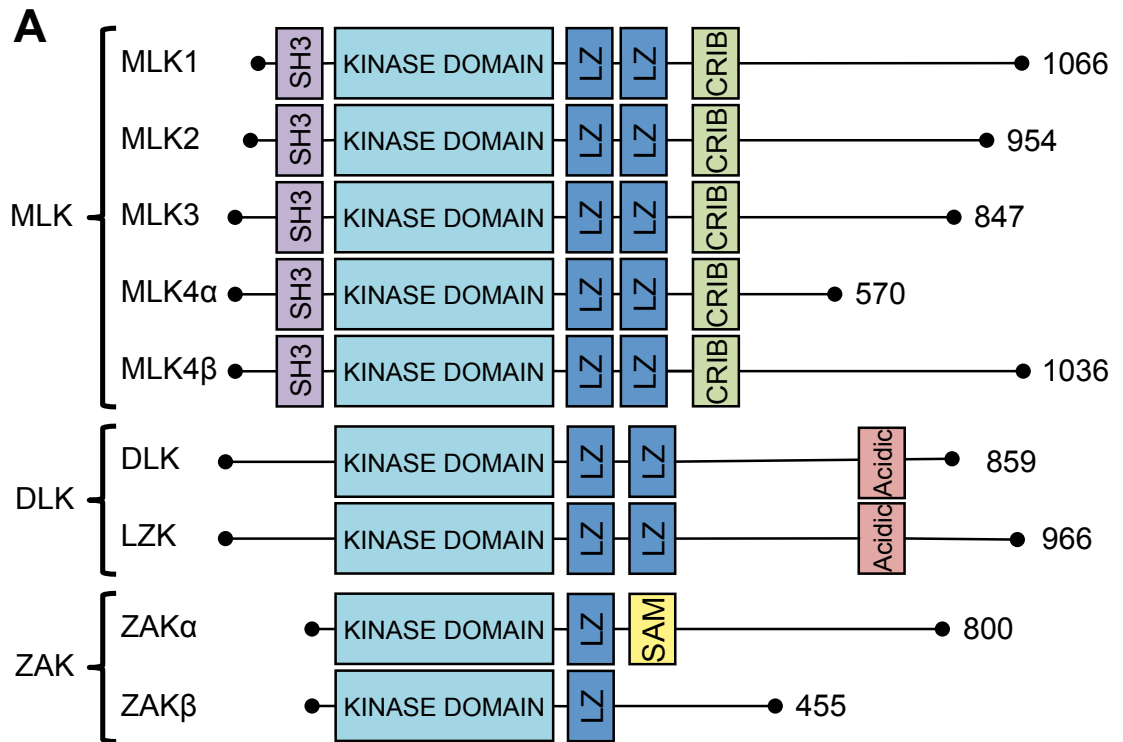 A
MLK1 SH3 KINASE DOMAIN LZ LZ CRIB 1066
MLK2 SH3 KINASE DOMAIN LZ LZ CRIB 954
MLK MLK3 SH3 KINASE DOMAIN LZ LZ CRIB 847
MLK4α SH3 KINASE DOMAIN LZ LZ CRIB 570
MLK4β SH3 KINASE DOMAIN LZ LZ CRIB 1036
DLK KINASE DOMAIN LZ LZ Acidic 859
DLK
LZK KINASE DOMAIN LZ LZ Acidic 966
ZAKα KINASE DOMAIN LZ SAM 800
ZAK
ZAKβ KINASE DOMAIN LZ 455